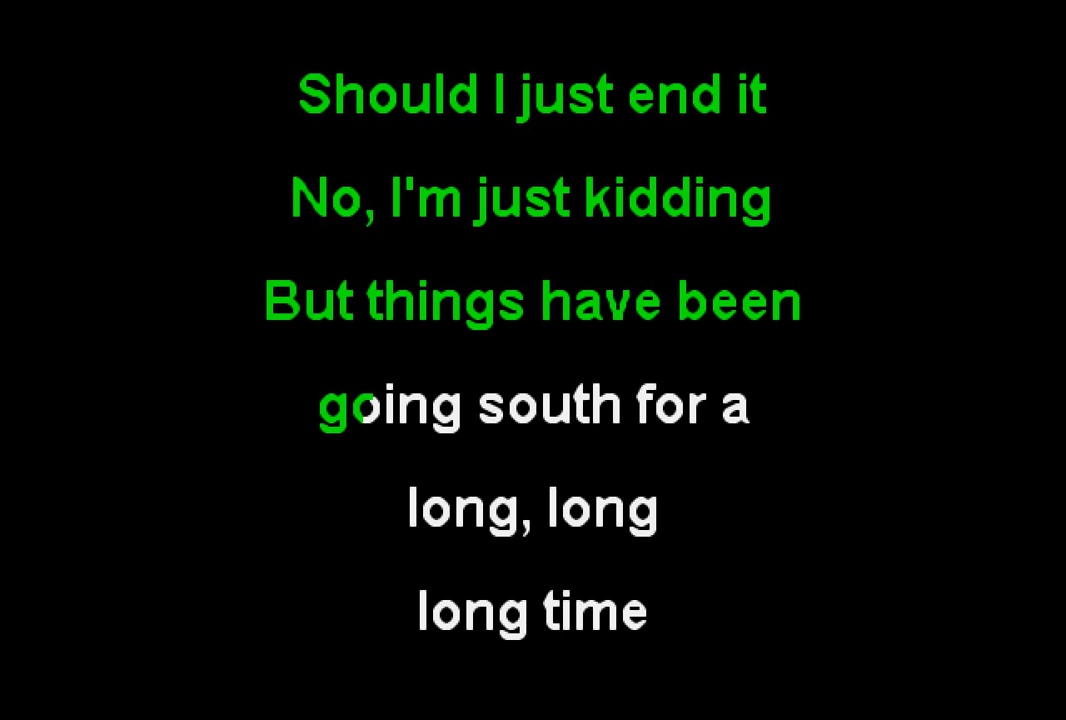 Should I just end it
No, I'm just kidding
But things have been
going south for a
long, long
long time